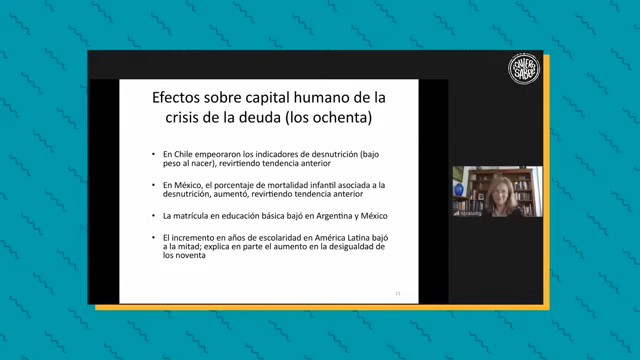 QUIERO
SABER
Efectos sobre capital humano de la
crisis de la deuda (los ochenta)
• En Chile empeoraron los indicadores de desnutrición (bajo
peso al nacer), revirtiendo tendencia anterior
• En México, el porcentaje de mortalidad infantil asociada a la
desnutrición, aumentó, revirtiendo tendencia anterior
• La matrícula en educación básica bajó en Argentina y México
• El incremento en años de escolaridad en América Latina bajó
a la mitad; explica en parte el aumento en la desigualdad de
los noventa